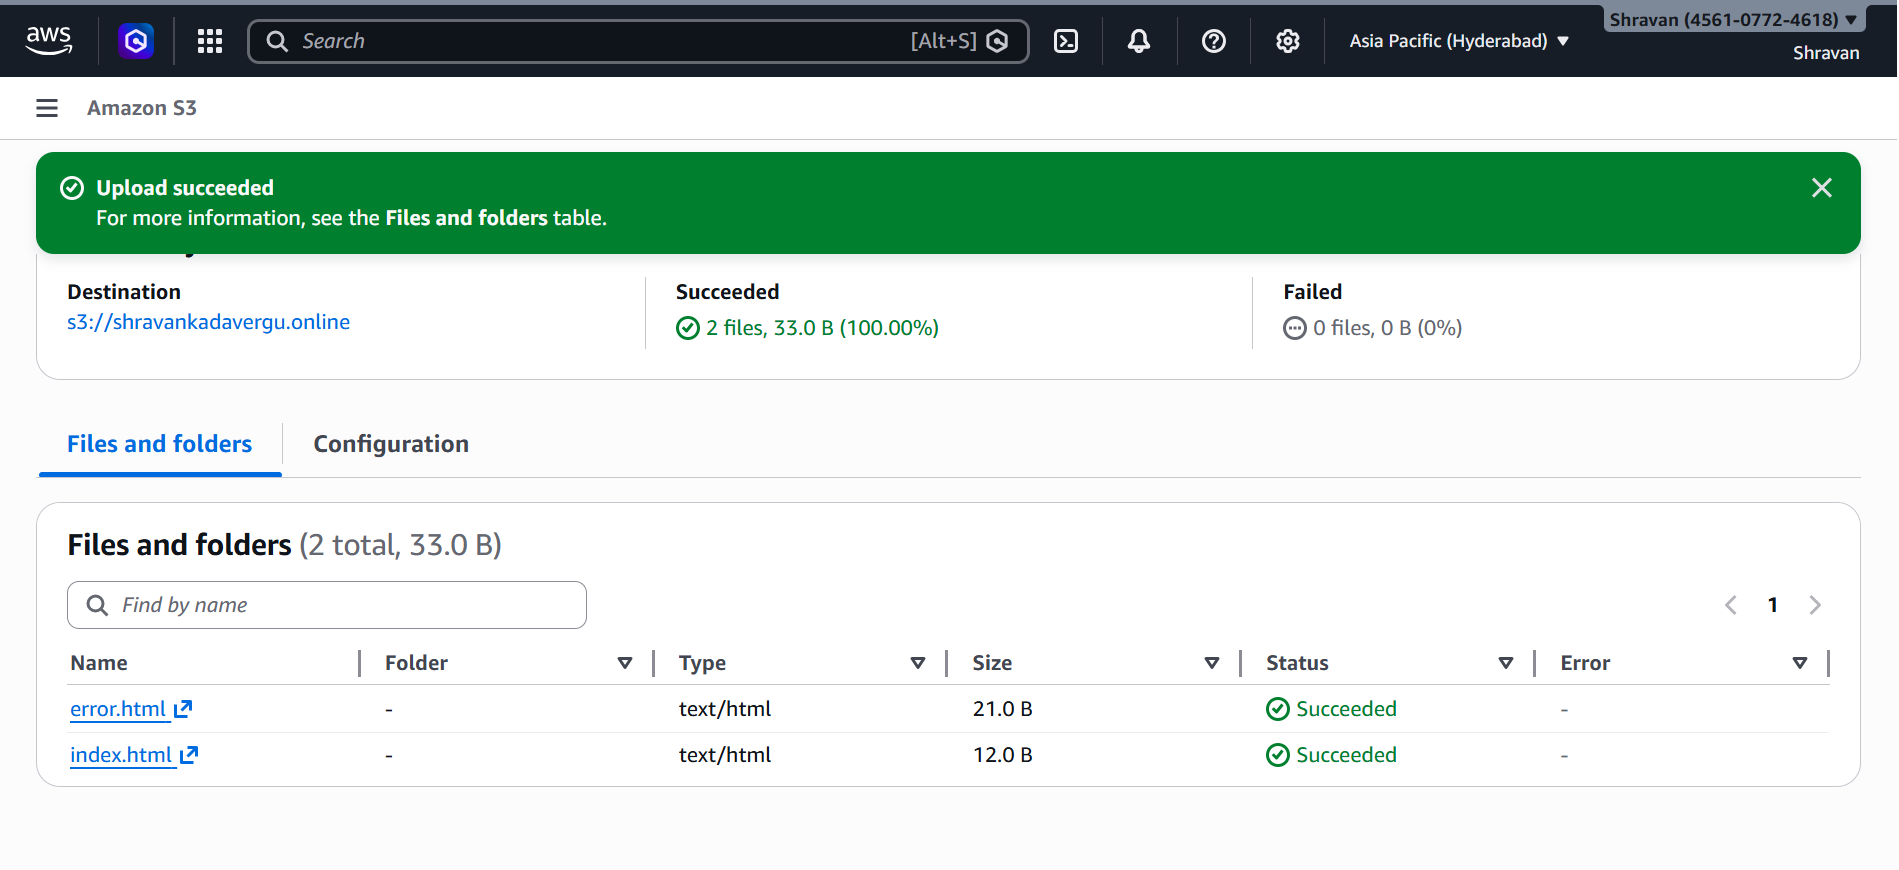 aws
Search [Alt+S]
Asia Pacific (Hyderabad)
Shravan (4561-0772-4618)
Shravan
Amazon S3
Upload succeeded
For more information, see the Files and folders table.
Destination
s3://shravankadavergu.online
Succeeded
2 files, 33.0 B (100.00%)
Failed
0 files, 0 B (0%)
Files and folders
Configuration
Files and folders (2 total, 33.0 B)
Find by name
1
Name Folder Type Size Status Error
error.html - text/html 21.0 B Succeeded -
index.html - text/html 12.0 B Succeeded -